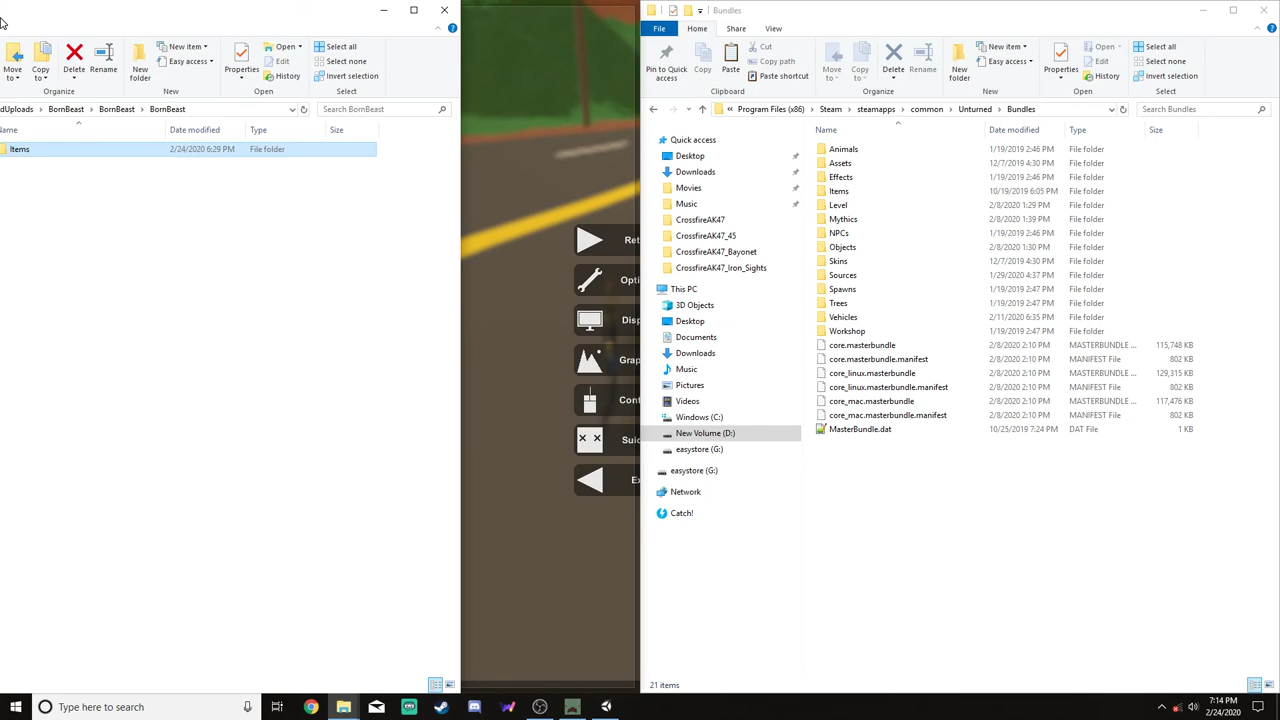 Move to
Copy to
Delete
Rename
New folder
New item
Easy access
Properties
Open
Edit
History
Select all
Select none
Invert selection
Organize
New
Open
Select
dUploads > BornBeast > BornBeast > BornBeast
Search BornBeast
Name
Date modified
Type
Size
Items
2/24/2020 6:29 PM
File folder
Ret
Opti
Disp
Grap
Cont
Suic
Ex
Bundles
File
Home
Share
View
Pin to Quick access
Copy
Paste
Cut
Copy path
Paste shortcut
Move to
Copy to
Delete
Rename
New folder
New item
Easy access
Properties
Open
Edit
History
Select all
Select none
Invert selection
Clipboard
Organize
New
Open
Select
« Program Files (x86) > Steam > steamapps > common > Unturned > Bundles
Search Bundles
Quick access
Desktop
Downloads
Movies
Music
CrossfireAK47
CrossfireAK47_45
CrossfireAK47_Bayonet
CrossfireAK47_Iron_Sights
This PC
3D Objects
Desktop
Documents
Downloads
Music
Pictures
Videos
Windows (C:)
New Volume (D:)
easystore (G:)
easystore (G:)
Network
Catch!
Name Date modified Type Size
Animals 1/19/2019 2:46 PM File folder
Assets 12/7/2019 4:30 PM File folder
Effects 1/19/2019 2:46 PM File folder
Items 10/19/2019 6:05 PM File folder
Level 2/8/2020 1:29 PM File folder
Mythics 2/8/2020 1:39 PM File folder
NPCs 1/19/2019 2:46 PM File folder
Objects 2/8/2020 1:30 PM File folder
Skins 12/7/2019 4:30 PM File folder
Sources 1/29/2020 4:37 PM File folder
Spawns 1/19/2019 2:47 PM File folder
Trees 1/19/2019 2:47 PM File folder
Vehicles 2/11/2020 6:35 PM File folder
Workshop 1/19/2019 2:47 PM File folder
core.masterbundle 2/8/2020 2:10 PM MASTERBUNDLE ... 115,748 KB
core.masterbundle.manifest 2/8/2020 2:10 PM MANIFEST File 802 KB
core_linux.masterbundle 2/8/2020 2:10 PM MASTERBUNDLE ... 129,315 KB
core_linux.masterbundle.manifest 2/8/2020 2:10 PM MANIFEST File 802 KB
core_mac.masterbundle 2/8/2020 2:10 PM MASTERBUNDLE ... 117,476 KB
core_mac.masterbundle.manifest 2/8/2020 2:10 PM MANIFEST File 802 KB
MasterBundle.dat 10/25/2019 7:24 PM DAT File 1 KB
21 items
Type here to search
7:14 PM
2/24/2020